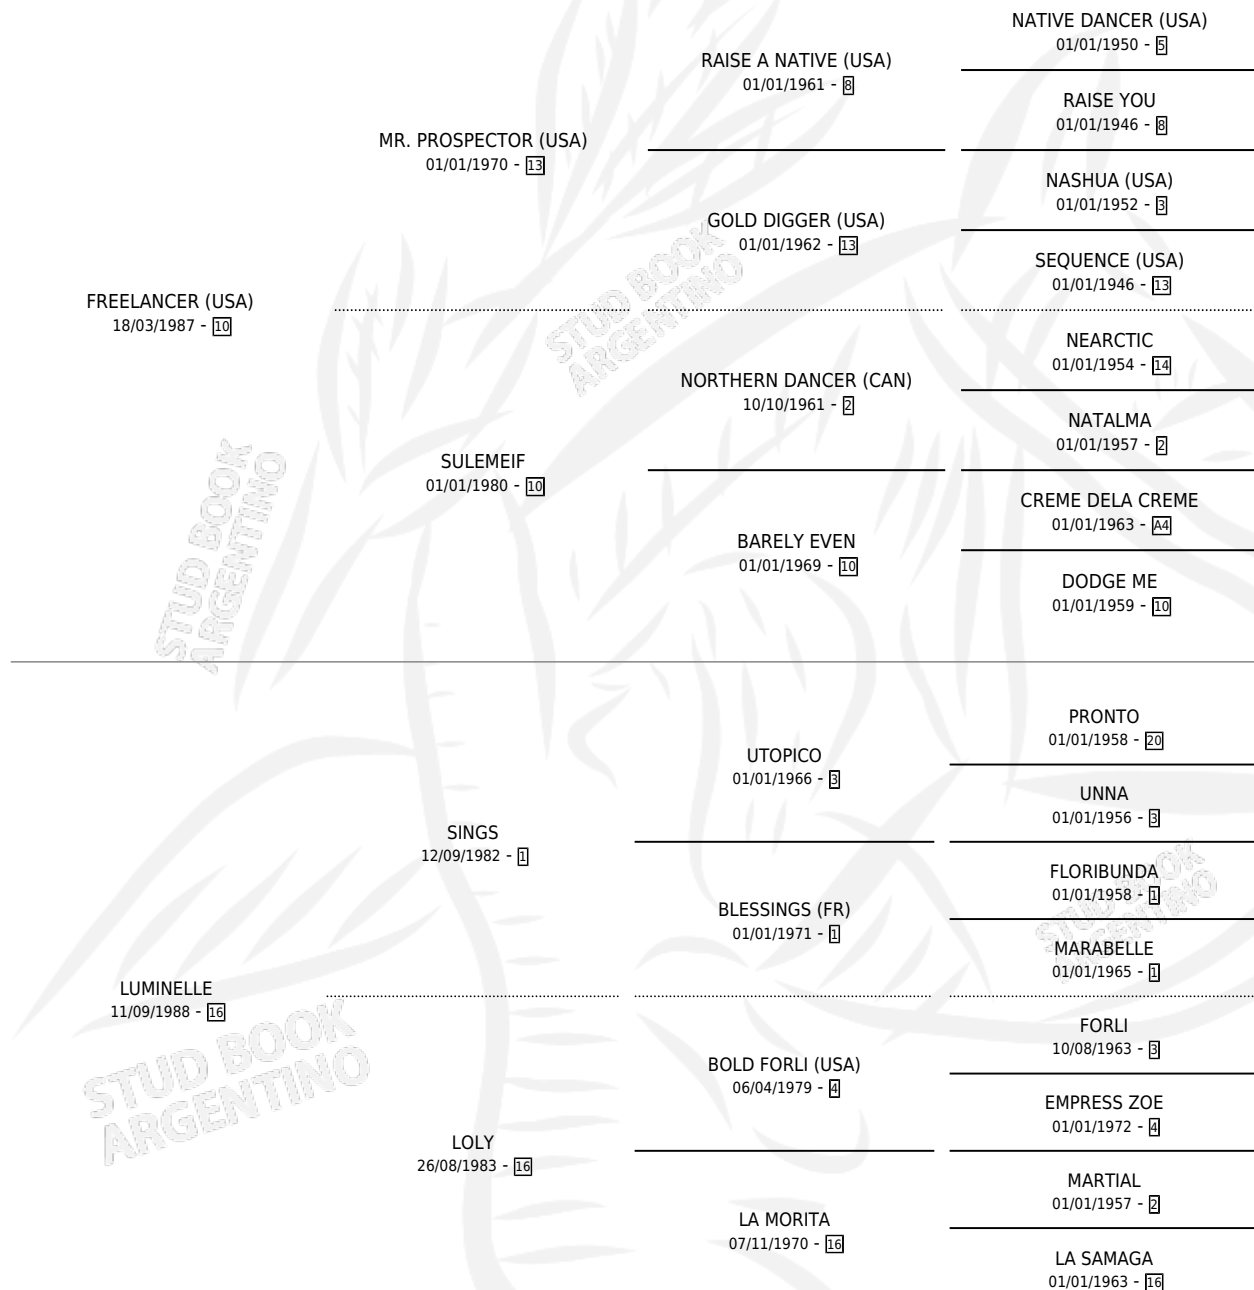 NATIVE DANCER (USA)
01/01/1950 - 5
RAISE A NATIVE (USA)
01/01/1961 - 8
RAISE YOU
01/01/1946 - 8
MR. PROSPECTOR (USA)
01/01/1970 - 13
NASHUA (USA)
01/01/1952 - 3
GOLD DIGGER (USA)
01/01/1962 - 13
SEQUENCE (USA)
01/01/1946 - 13
FREELANCER (USA)
18/03/1987 - 10
STUD BOOK
ARGENTINO
NEARCTIC
01/01/1954 - 14
NORTHERN DANCER (CAN)
10/10/1961 - 2
NATALMA
01/01/1957 - 2
SULEMEIF
01/01/1980 - 10
CREME DELA CREME
01/01/1963 - A4
BARELY EVEN
01/01/1969 - 10
DODGE ME
01/01/1959 - 10
STUD BOOK
ARGENTINO
PRONTO
01/01/1958 - 20
UTOPICO
01/01/1966 - 3
UNNA
01/01/1956 - 3
SINGS
12/09/1982 - 1
FLORIBUNDA
01/01/1958 - 1
BLESSINGS (FR)
01/01/1971 - 1
STUD BOOK
ARGENTINO
MARABELLE
01/01/1965 - 1
LUMINELLE
11/09/1988 - 16
FORLI
10/08/1963 - 3
BOLD FORLI (USA)
06/04/1979 - 4
EMPRESS ZOE
01/01/1972 - 4
STUD BOOK
ARGENTINO
LOLY
26/08/1983 - 16
MARTIAL
01/01/1957 - 2
LA MORITA
07/11/1970 - 16
LA SAMAGA
01/01/1963 - 16